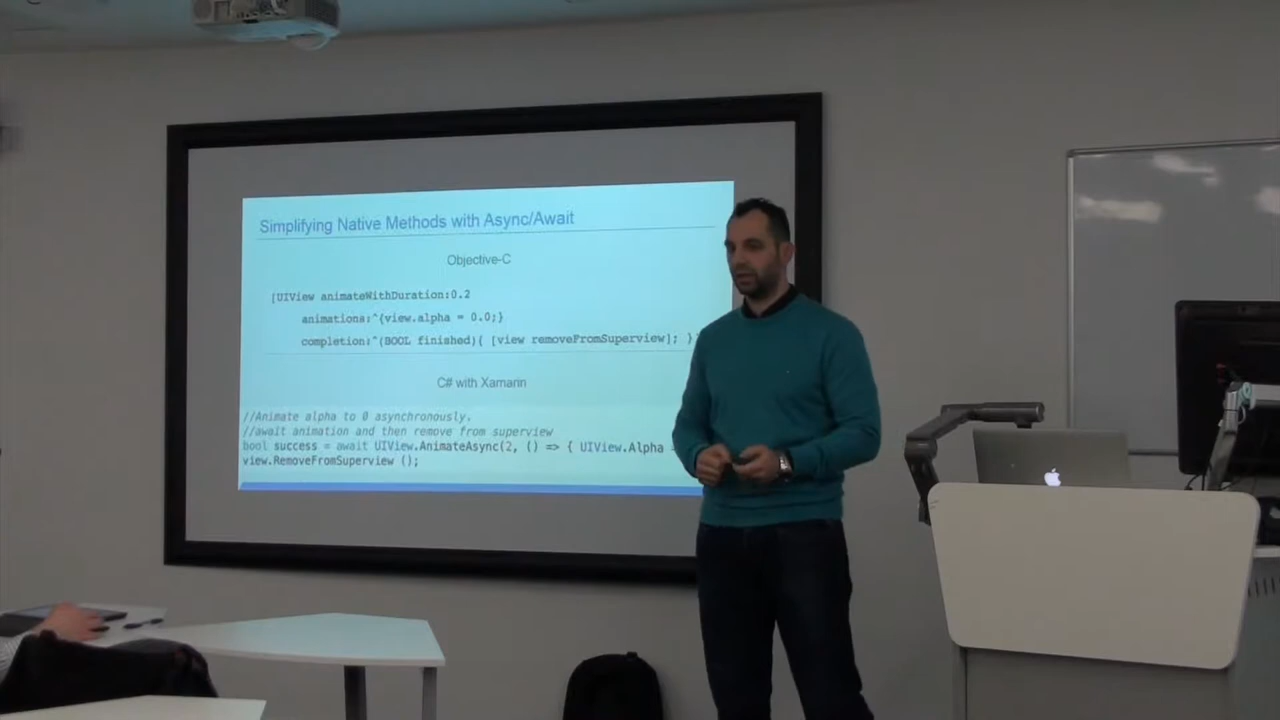 Simplifying Native Methods with Async/Await
Objective-C
[UIView animateWithDuration:0.2
animations:^{view.alpha = 0.0;}
completion:^(BOOL finished){ [view removeFromSuperview]; }
C# with Xamarin
//Animate alpha to 0 asynchronously.
//await animation and then remove from superview
bool success = await UIView.AnimateAsync(2, () => { UIView.Alpha
view.RemoveFromSuperview ();